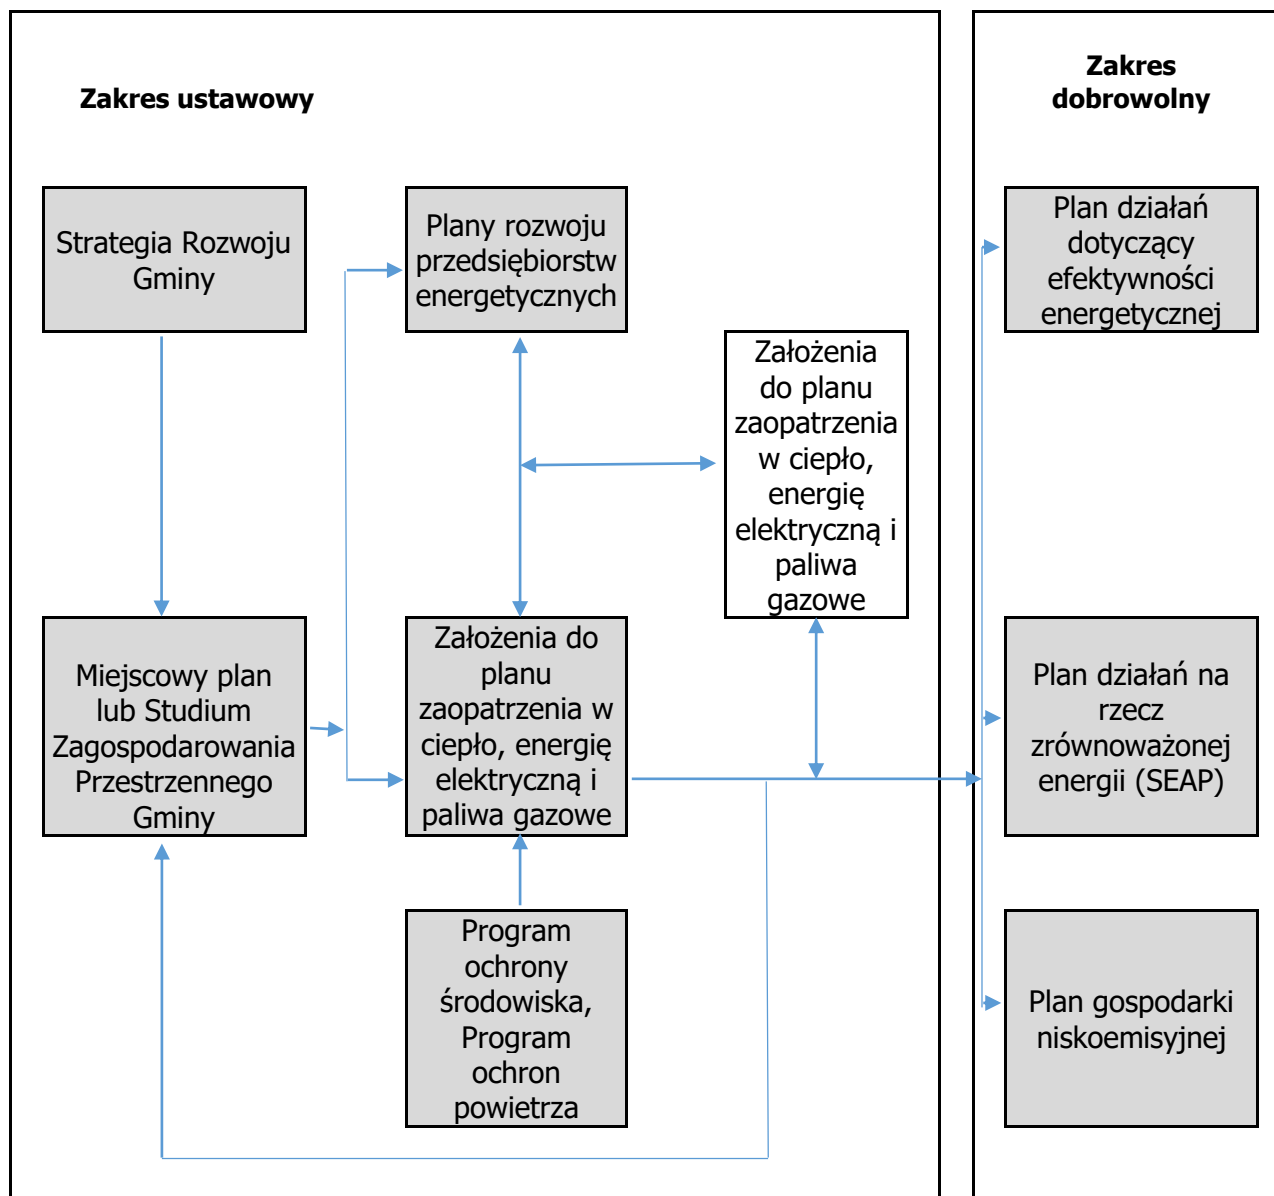 Zakres ustawowy
Zakres
dobrowolny
Strategia Rozwoju
Gminy
Plany rozwoju
przedsiębiorstw
energetycznych
Plan działań
dotyczący
efektywności
energetycznej
Założenia
do planu
zaopatrzenia
w ciepło,
energię
elektryczną i
paliwa
gazowe
Miejscowy plan
lub Studium
Zagospodarowania
Przestrzennego
Gminy
Założenia do
planu
zaopatrzenia w
ciepło, energię
elektryczną i
paliwa gazowe
Plan działań na
rzecz
zrównoważonej
energii (SEAP)
Program
ochrony
środowiska,
Program
ochron
powietrza
Plan gospodarki
niskoemisyjnej